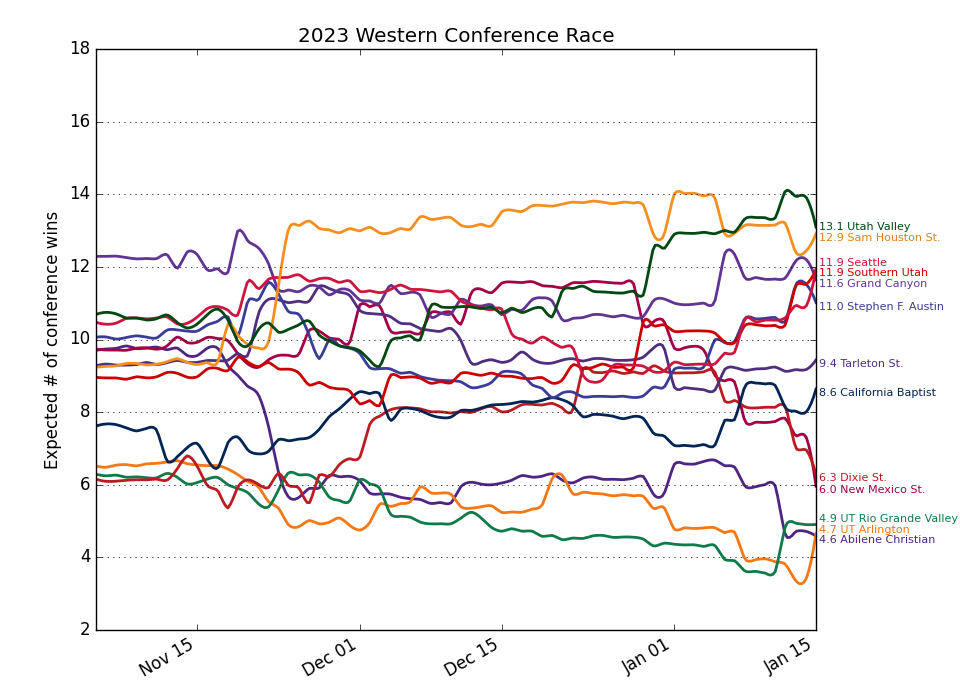 2023 Western Conference Race
Expected # of conference wins
18
16
14
12
10
8
6
4
2
Nov 15
Dec 01
Dec 15
Jan 01
Jan 15
13.1 Utah Valley
12.9 Sam Houston St.
11.9 Seattle
11.9 Southern Utah
11.6 Grand Canyon
11.0 Stephen F. Austin
9.4 Tarleton St.
8.6 California Baptist
6.3 Dixie St.
6.0 New Mexico St.
4.9 UT Rio Grande Valley
4.7 UT Arlington
4.6 Abilene Christian